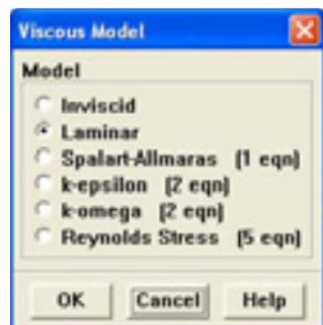 Viscous Model
Model
Inviscid
Laminar
Spalart-Allmaras (1 eqn)
k-epsilon (2 eqn)
k-omega (2 eqn)
Reynolds Stress (5 eqn)
OK Cancel Help